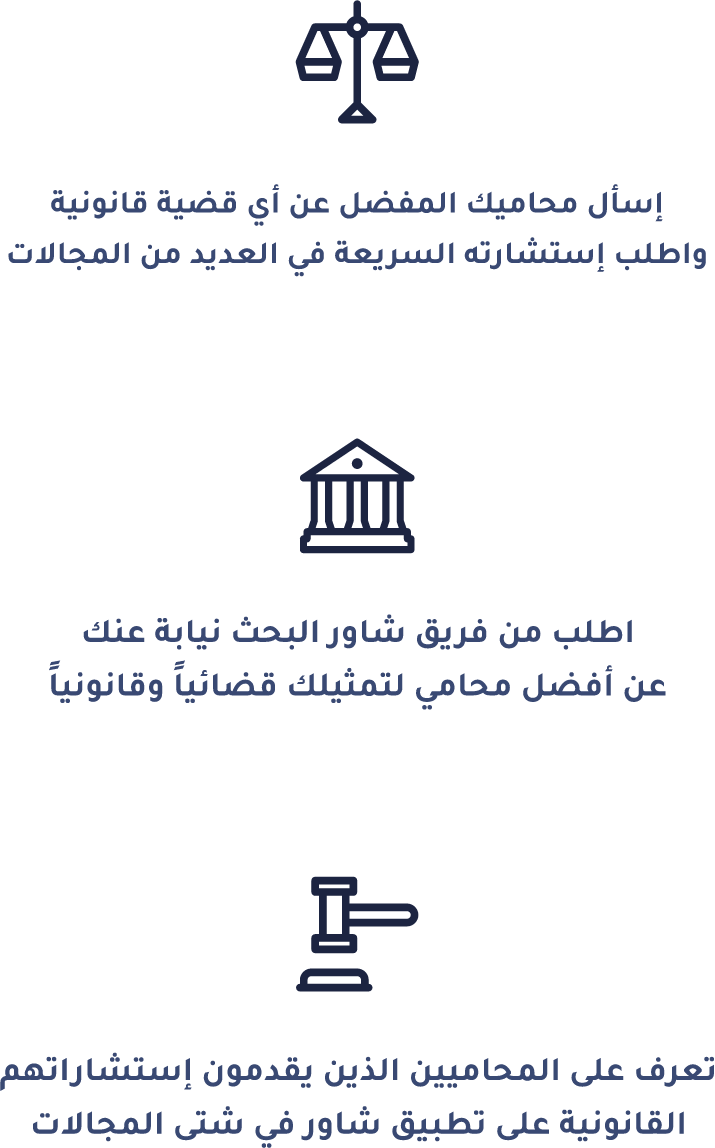 إسأل محاميك المفضل عن أي قضية قانونية
واطلب إستشارته السريعة في العديد من المجالات
اطلب من فريق شاور البحث نيابة عنك
عن أفضل محامي لتمثيلك قضائياً وقانونياً
تعرف على المحاميين الذين يقدمون إستشاراتهم
القانونية على تطبيق شاور في شتى المجالات